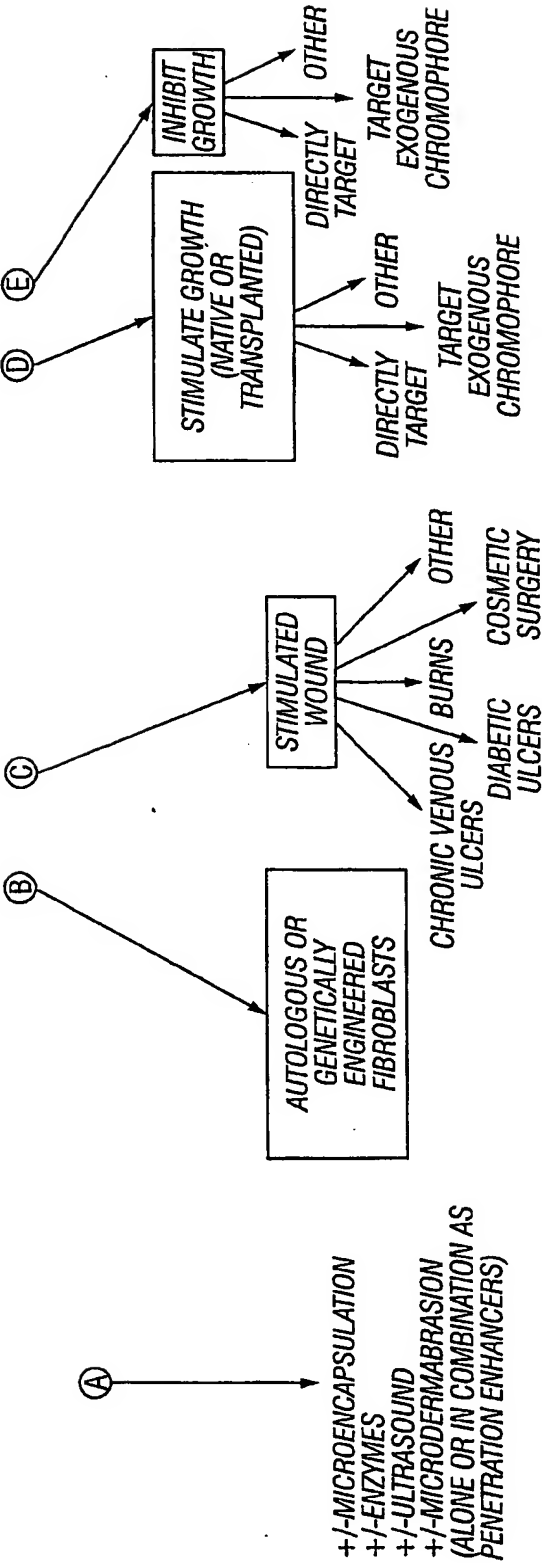 A
+/-MICROENCAPSULATION
+/-ENZYMES
+/-ULTRASOUND
+/-MICRODERMABRASION
(ALONE OR IN COMBINATION AS
PENETRATION ENHANCERS)
B
AUTOLOGOUS OR
GENETICALLY
ENGINEERED
FIBROBLASTS
C
STIMULATED
WOUND
CHRONIC VENOUS
ULCERS
DIABETIC
ULCERS
BURNS
COSMETIC
SURGERY
OTHER
D
STIMULATE GROWTH
(NATIVE OR
TRANSPLANTED)
DIRECTLY
TARGET
TARGET
EXOGENOUS
CHROMOPHORE
OTHER
E
INHIBIT
GROWTH
DIRECTLY
TARGET
TARGET
EXOGENOUS
CHROMOPHORE
OTHER